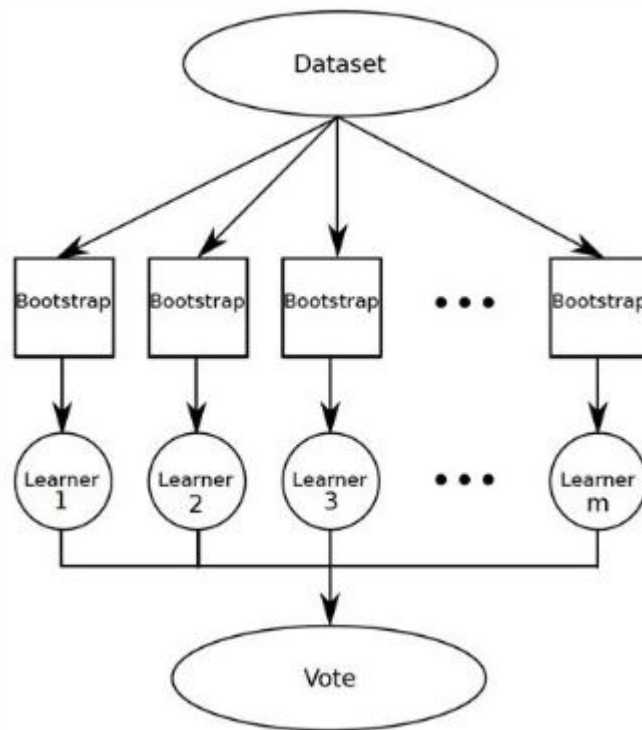 Dataset
Bootstrap Bootstrap Bootstrap ••• Bootstrap
Learner Learner Learner ••• Learner
1 2 3 m
Vote